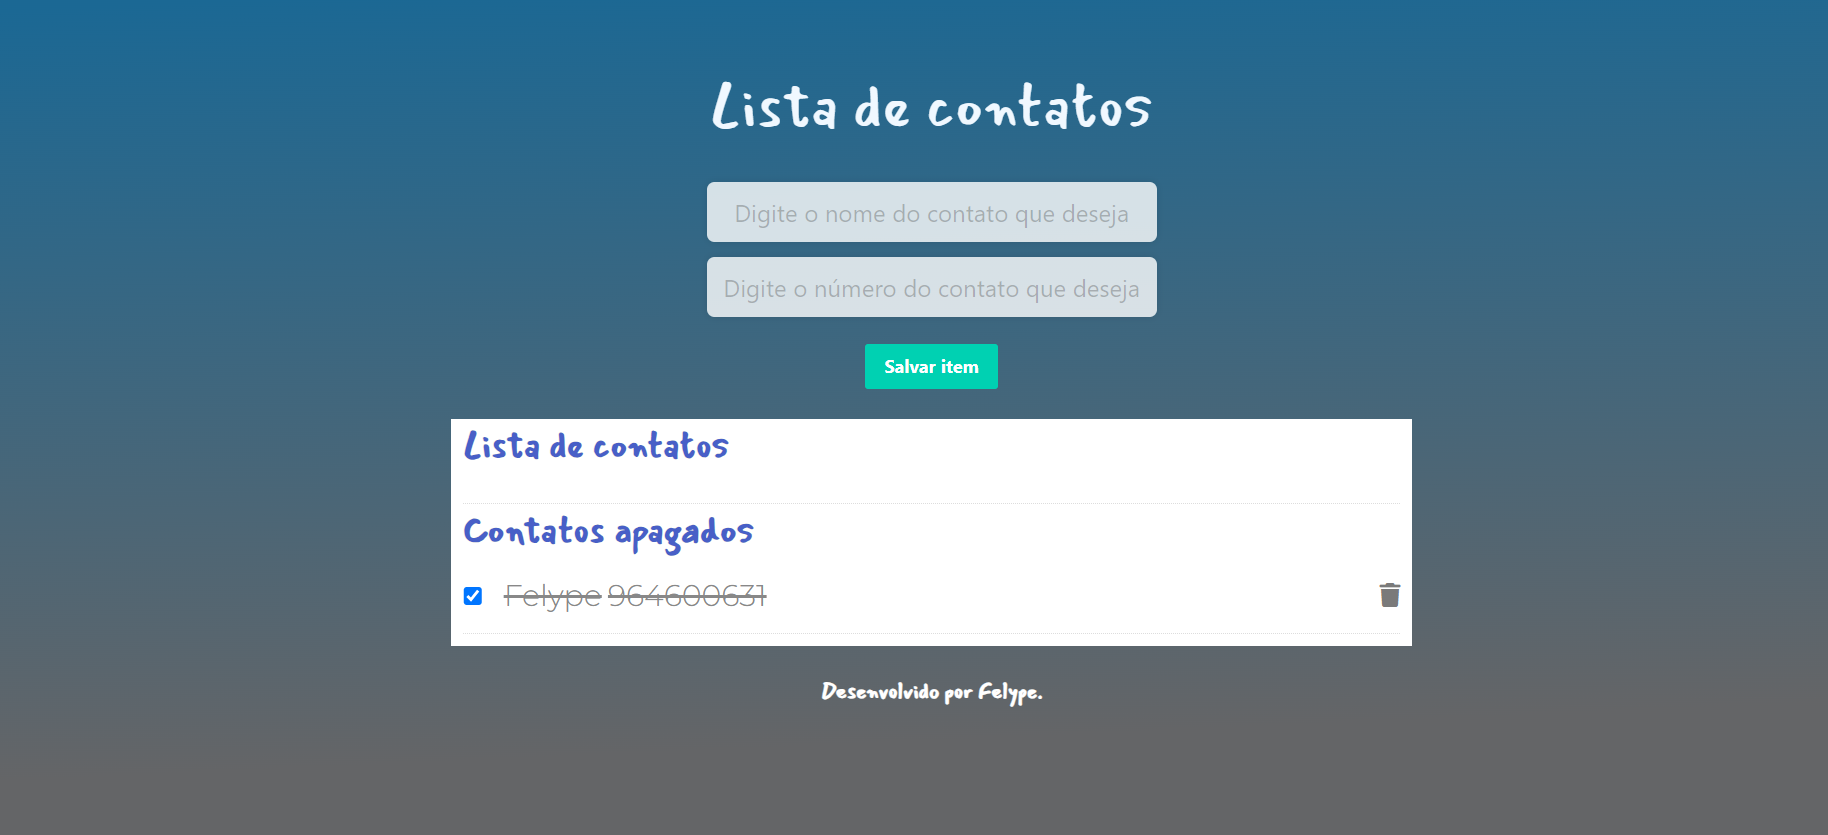 Lista de contatos
Digite o nome do contato que deseja
Digite o número do contato que deseja
Salvar item
Lista de contatos
Contatos apagados
Felype 964600631
Desenvolvido por Felype.